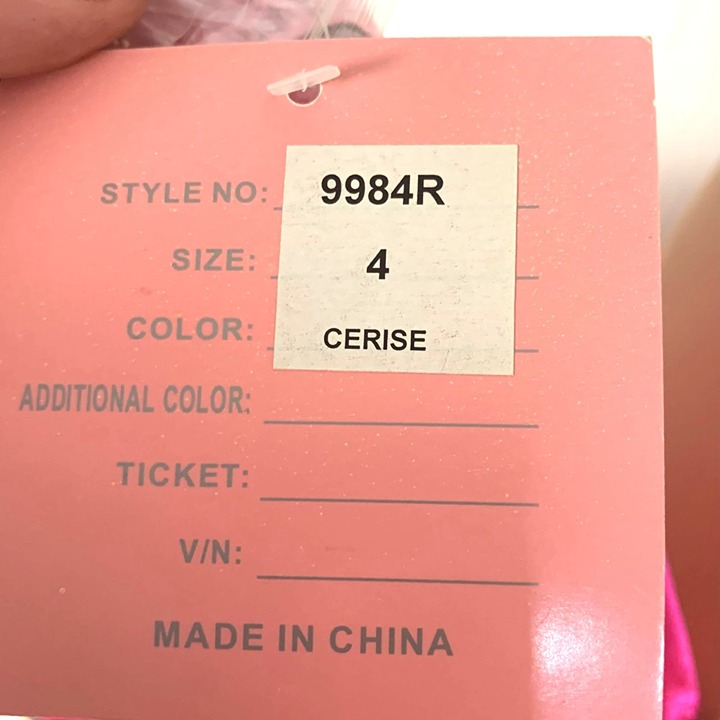 STYLE NO: 9984R
SIZE: 4
COLOR: CERISE
ADDITIONAL COLOR:
TICKET:
V/N:
MADE IN CHINA